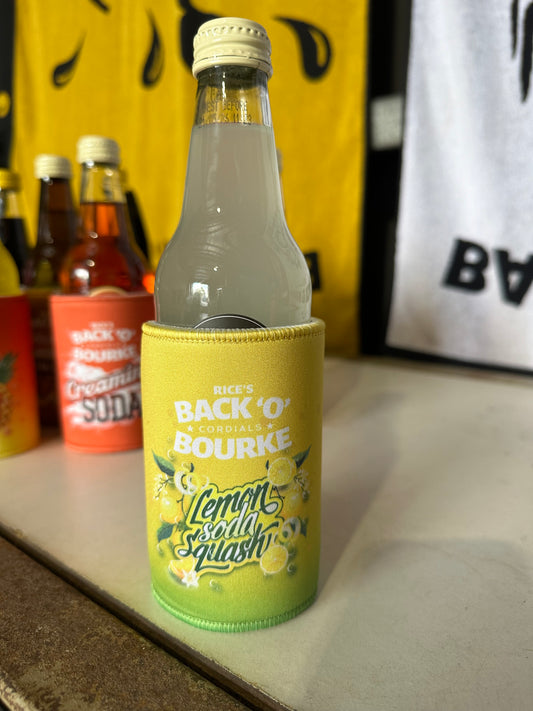 RICE'S
BACK 'O'
★ CORDIALS ★
BOURKE
Lemon
soda
Squash
RICE'S
BACK 'O'
BOURKE
Creamin
SODA
BA